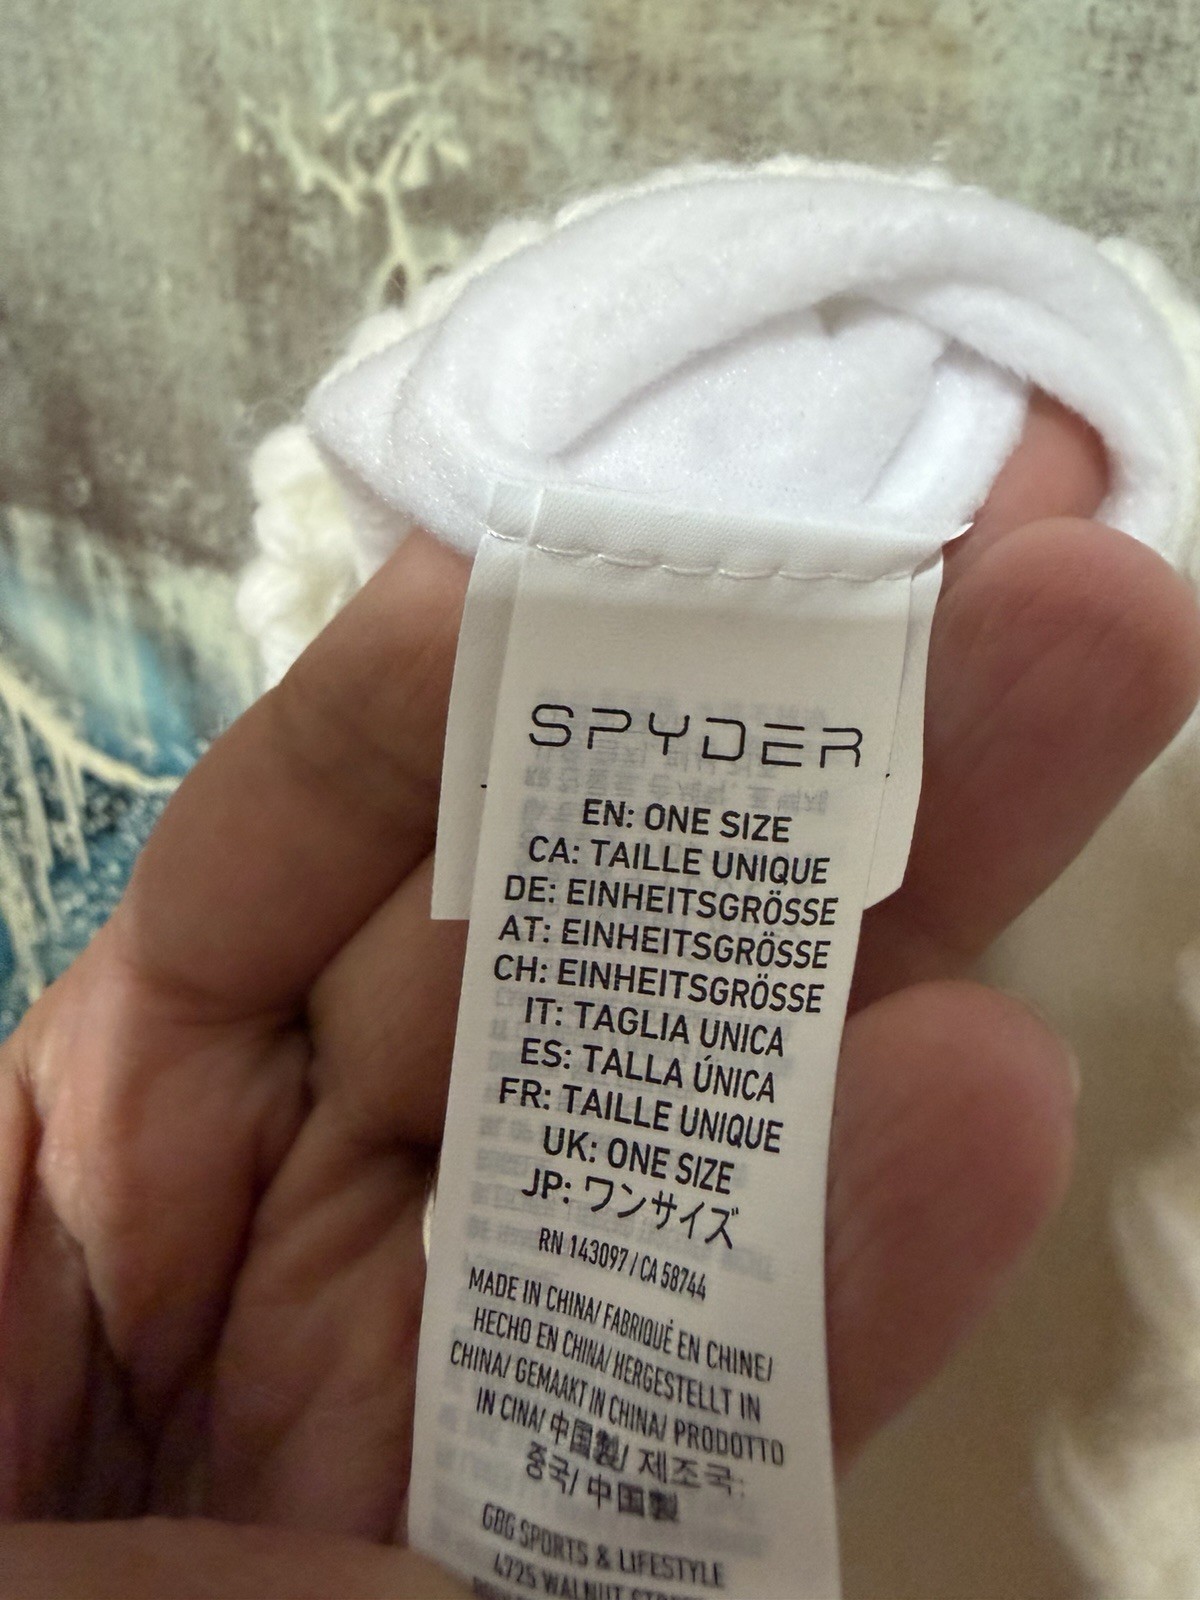 SPYDER
EN: ONE SIZE
CA: TAILLE UNIQUE
DE: EINHEITSGRÖSSE
AT: EINHEITSGRÖSSE
CH: EINHEITSGRÖSSE
IT: TAGLIA UNICA
ES: TALLA ÚNICA
FR: TAILLE UNIQUE
UK: ONE SIZE
JP: ワンサイズ
RN 143097 / CA 58744
MADE IN CHINA/ FABRIQUÉ EN CHINE/
HECHO EN CHINA/ HERGESTELLT IN
CHINA/ GEMAAKT IN CHINA/ PRODOTTO
IN CINA/ 中国製/ 제조국:
중국/ 中国製
GBG SPORTS & LIFESTYLE
4725 WALNUT